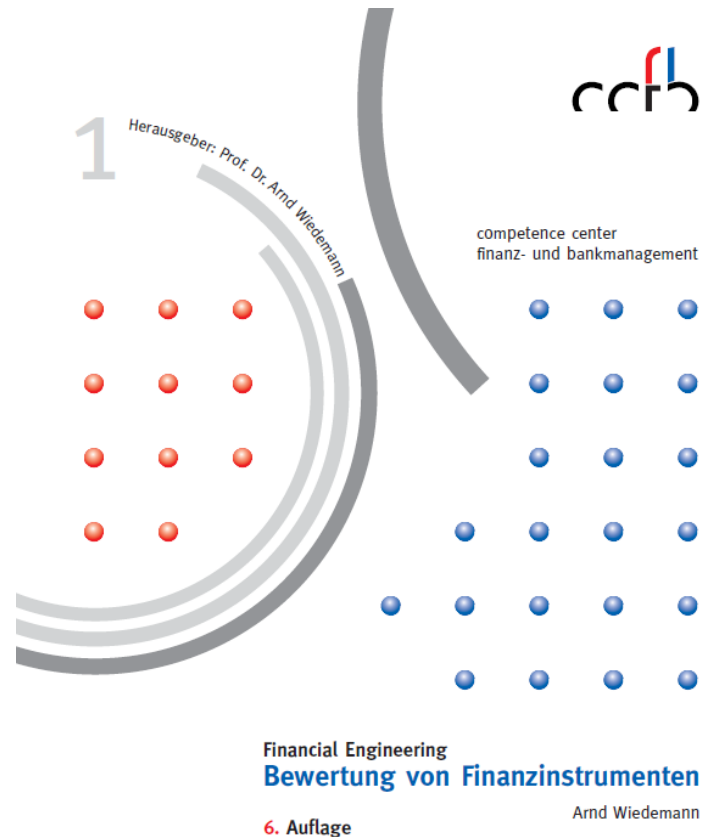 ccfb
1
Herausgeber: Prof. Dr. Arnd Wiedemann
competence center
finanz- und bankmanagement
Financial Engineering
Bewertung von Finanzinstrumenten
Arnd Wiedemann
6. Auflage